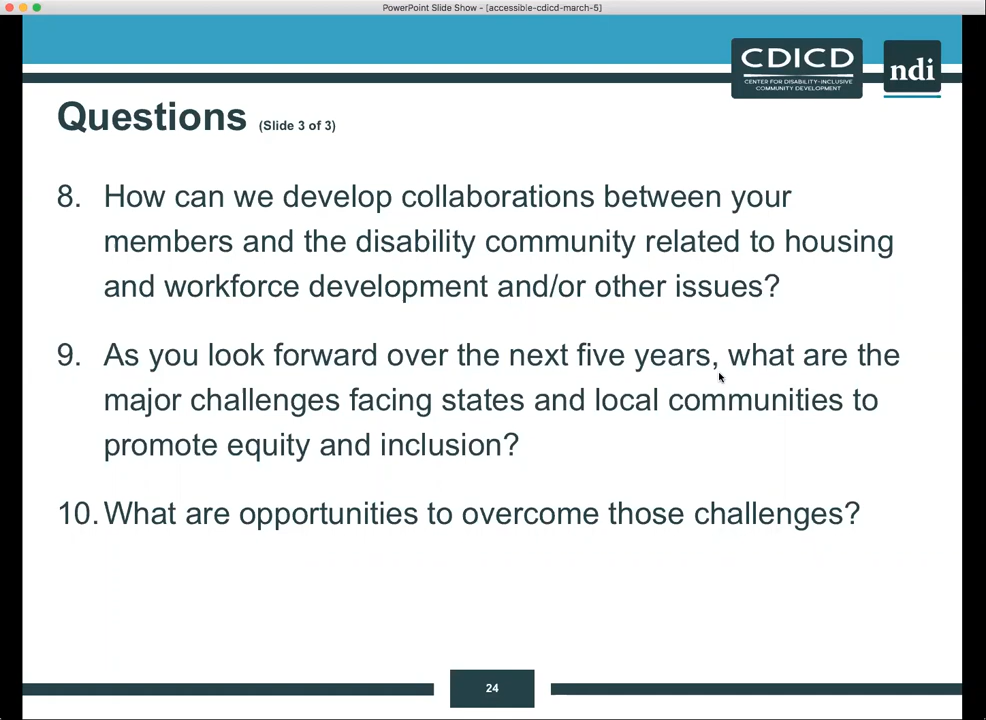 PowerPoint Slide Show - [accessible-cdicd-march-5]
CDICD
CENTER FOR DISABILITY-INCLUSIVE
COMMUNITY DEVELOPMENT
ndi
Questions (Slide 3 of 3)
8. How can we develop collaborations between your
members and the disability community related to housing
and workforce development and/or other issues?
9. As you look forward over the next five years, what are the
major challenges facing states and local communities to
promote equity and inclusion?
10. What are opportunities to overcome those challenges?
24